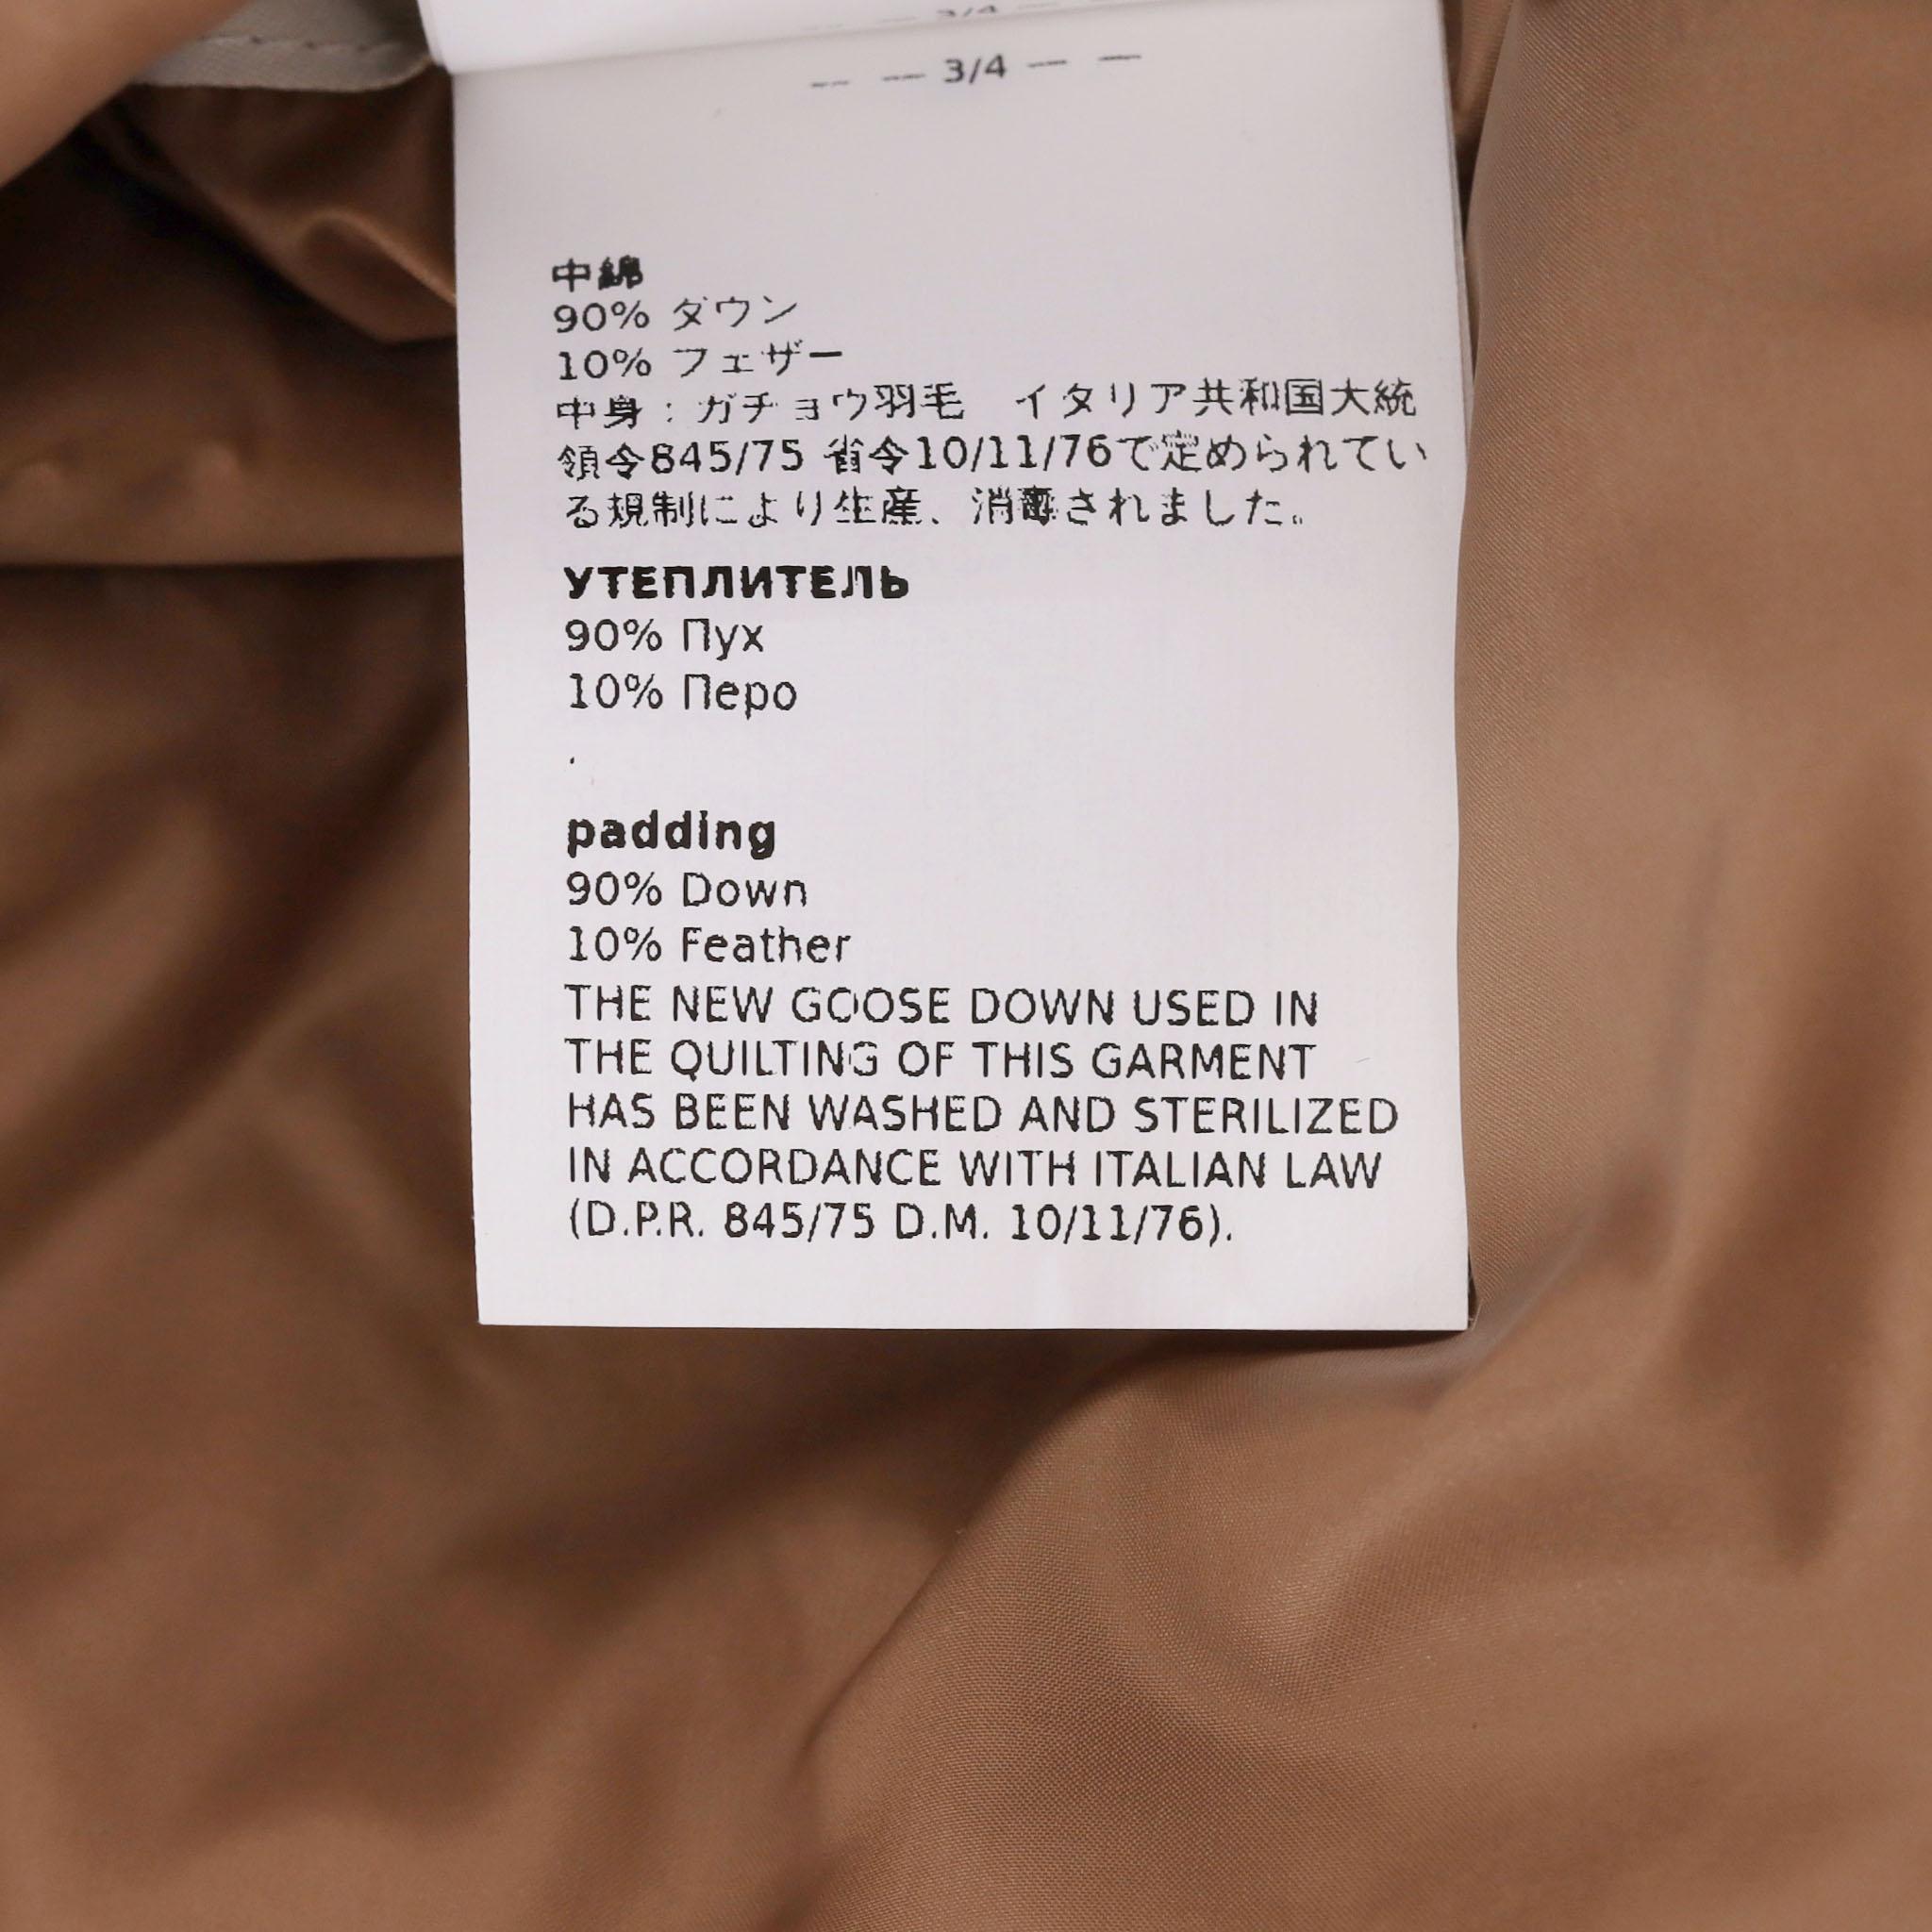 3/4
3/4
中綿
90% ダウン
10% フェザー
中身：ガチョウ羽毛　イタリア共和国大統
領令845/75 省令10/11/76で定められてい
る規制により生産、消毒されました。
УТЕПЛИТЕЛЬ
90% Пух
10% Перо
.
padding
90% Down
10% Feather
THE NEW GOOSE DOWN USED IN
THE QUILTING OF THIS GARMENT
HAS BEEN WASHED AND STERILIZED
IN ACCORDANCE WITH ITALIAN LAW
(D.P.R. 845/75 D.M. 10/11/76).